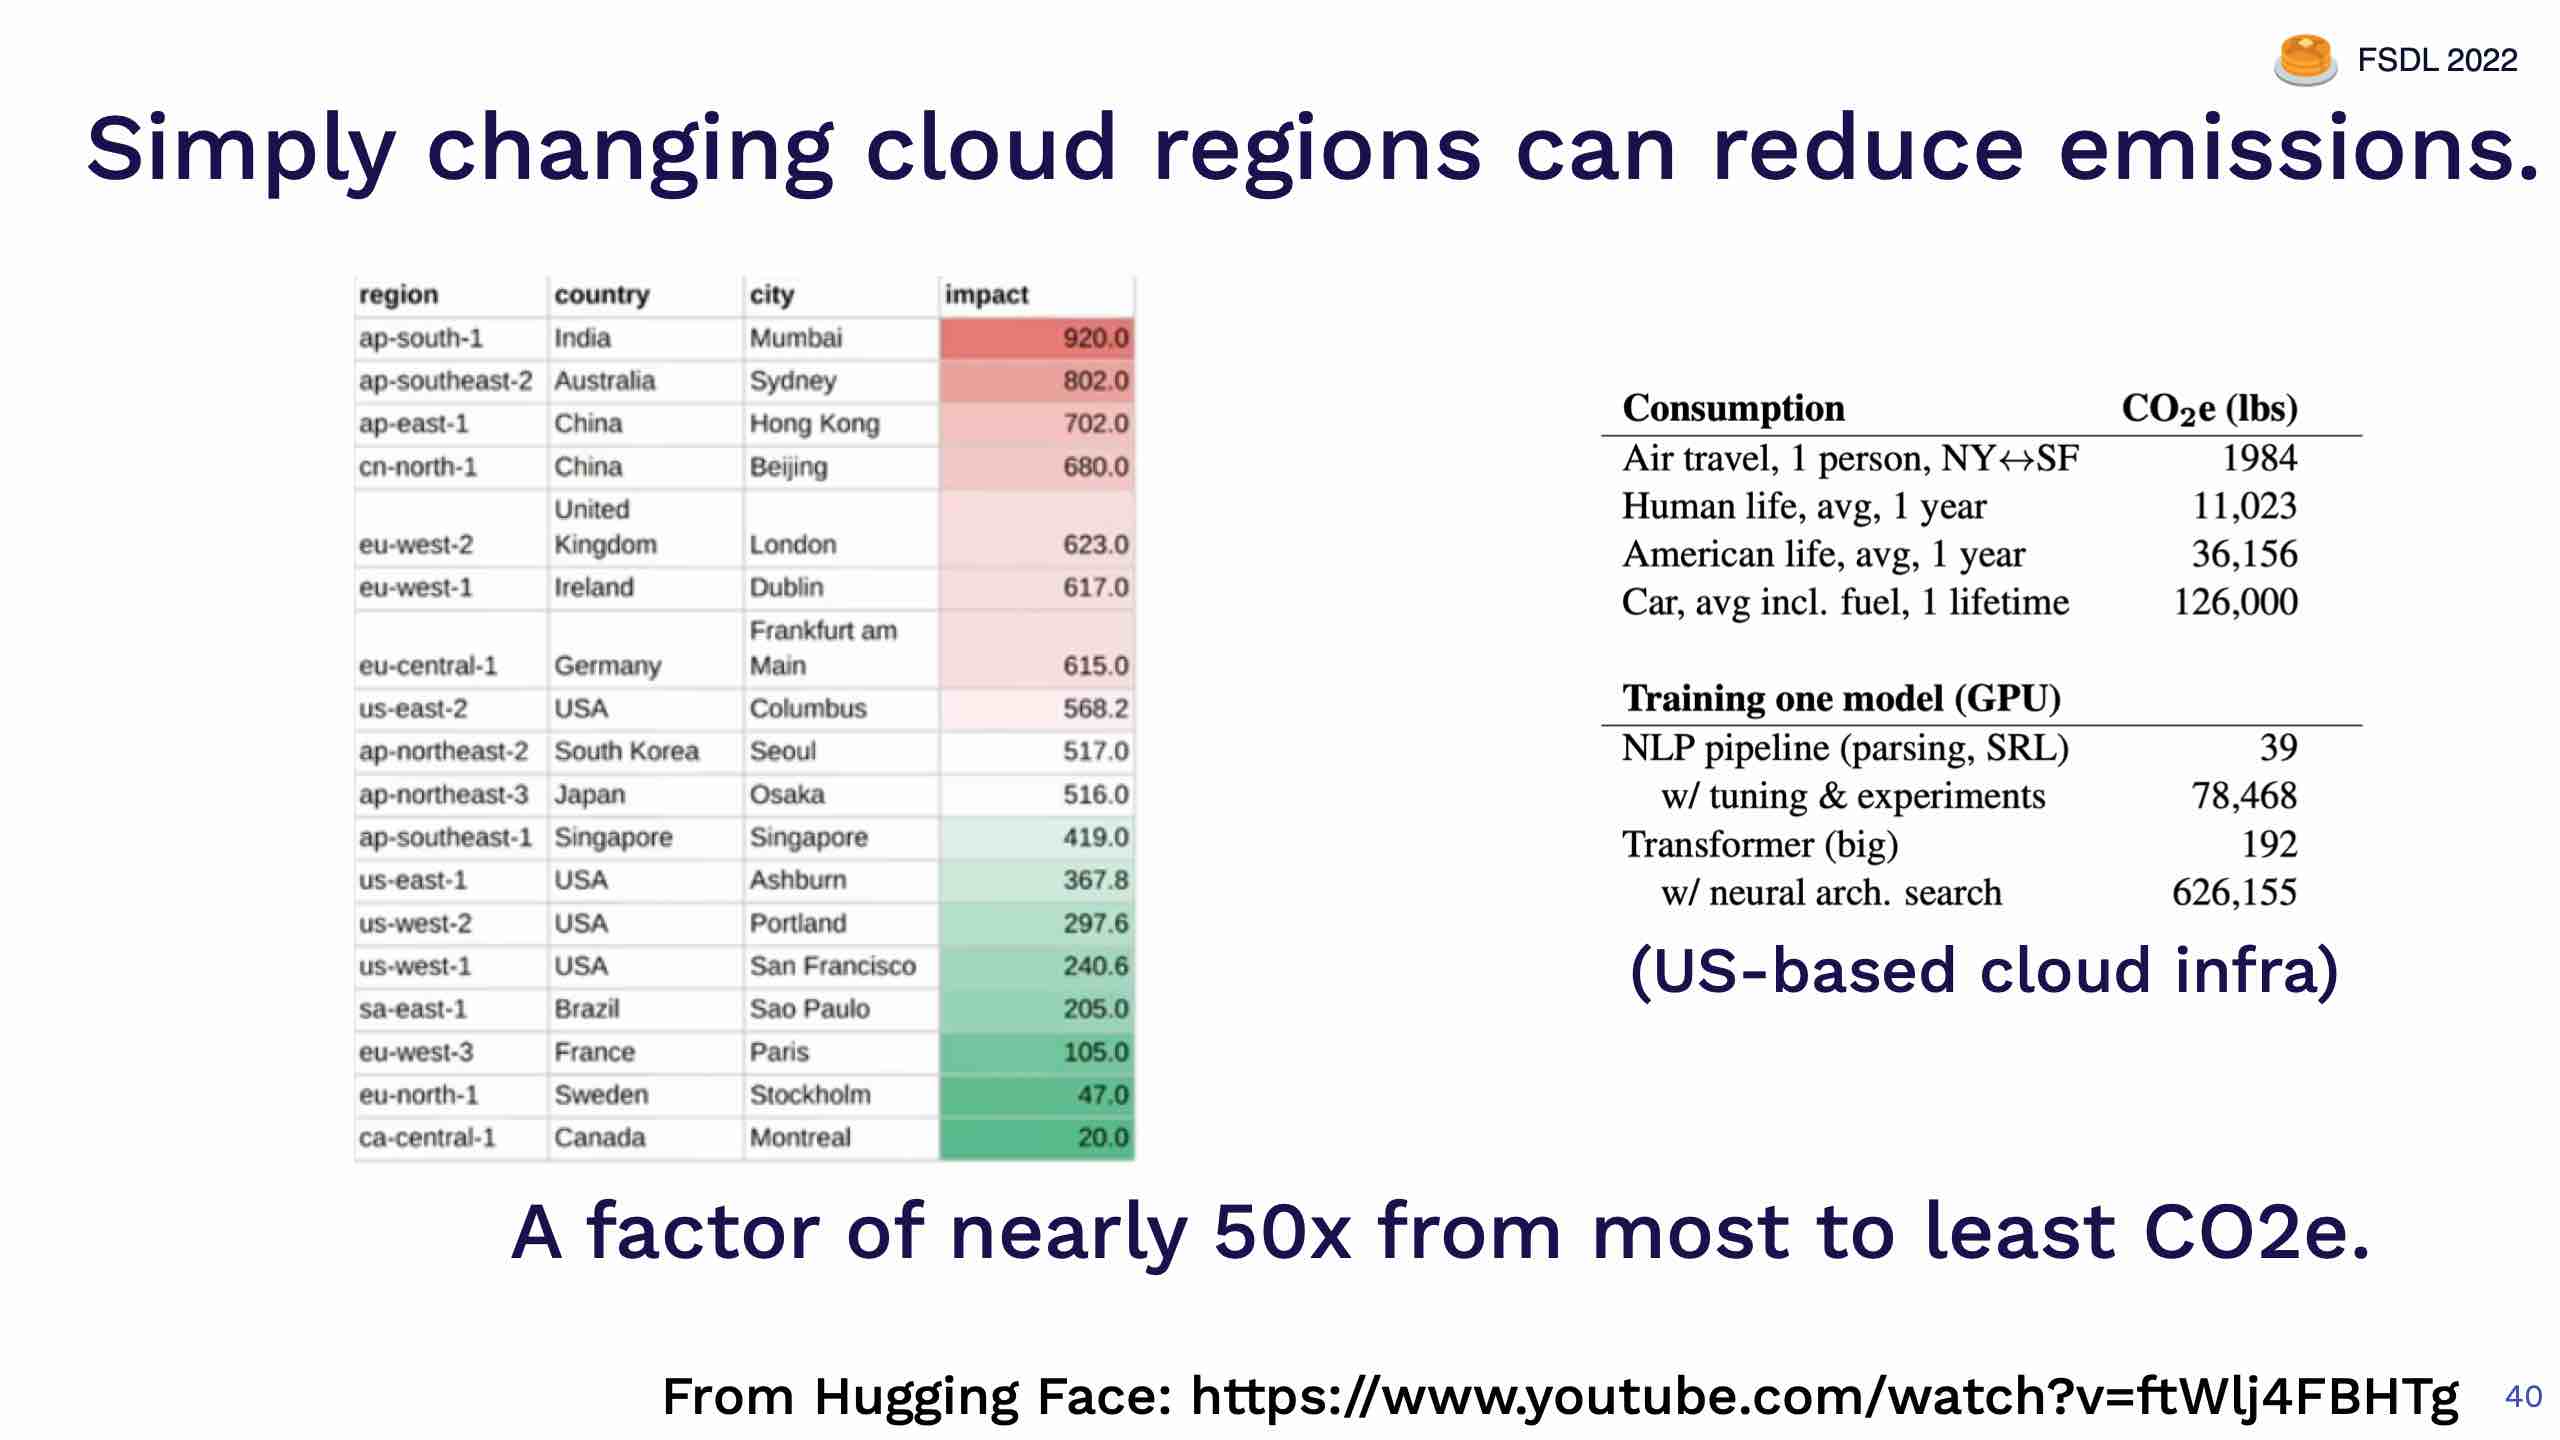 FSDL 2022
Simply changing cloud regions can reduce emissions.
region country city impact
ap-south-1 India Mumbai 920.0
ap-southeast-2 Australia Sydney 802.0
ap-east-1 China Hong Kong 702.0
cn-north-1 China Beijing 680.0
United
eu-west-2 Kingdom London 623.0
eu-west-1 Ireland Dublin 617.0
Frankfurt am
eu-central-1 Germany Main 615.0
us-east-2 USA Columbus 568.2
ap-northeast-2 South Korea Seoul 517.0
ap-northeast-3 Japan Osaka 516.0
ap-southeast-1 Singapore Singapore 419.0
us-east-1 USA Ashburn 367.8
us-west-2 USA Portland 297.6
us-west-1 USA San Francisco 240.6
sa-east-1 Brazil Sao Paulo 205.0
eu-west-3 France Paris 105.0
eu-north-1 Sweden Stockholm 47.0
ca-central-1 Canada Montreal 20.0
Consumption CO₂e (lbs)
Air travel, 1 person, NY↔SF 1984
Human life, avg, 1 year 11,023
American life, avg, 1 year 36,156
Car, avg incl. fuel, 1 lifetime 126,000
Training one model (GPU)
NLP pipeline (parsing, SRL) 39
w/ tuning & experiments 78,468
Transformer (big) 192
w/ neural arch. search 626,155
(US-based cloud infra)
A factor of nearly 50x from most to least CO2e.
From Hugging Face: https://www.youtube.com/watch?v=ftWlj4FBHTg
40